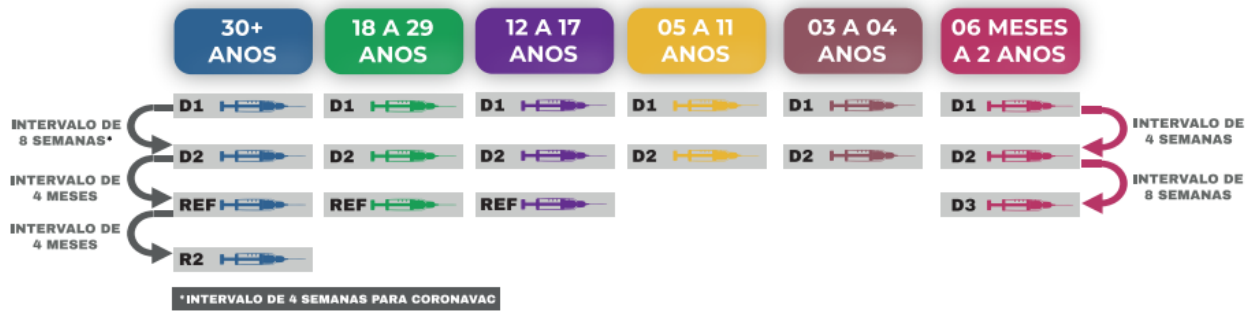 30+
ANOS
18 A 29
ANOS
12 A 17
ANOS
05 A 11
ANOS
03 A 04
ANOS
06 MESES
A 2 ANOS
D1
D1
D1
D1
D1
D1
INTERVALO DE
8 SEMANAS*
INTERVALO DE
4 SEMANAS
D2
D2
D2
D2
D2
D2
INTERVALO DE
4 MESES
INTERVALO DE
8 SEMANAS
REF
REF
REF
D3
INTERVALO DE
4 MESES
R2
*INTERVALO DE 4 SEMANAS PARA CORONAVAC